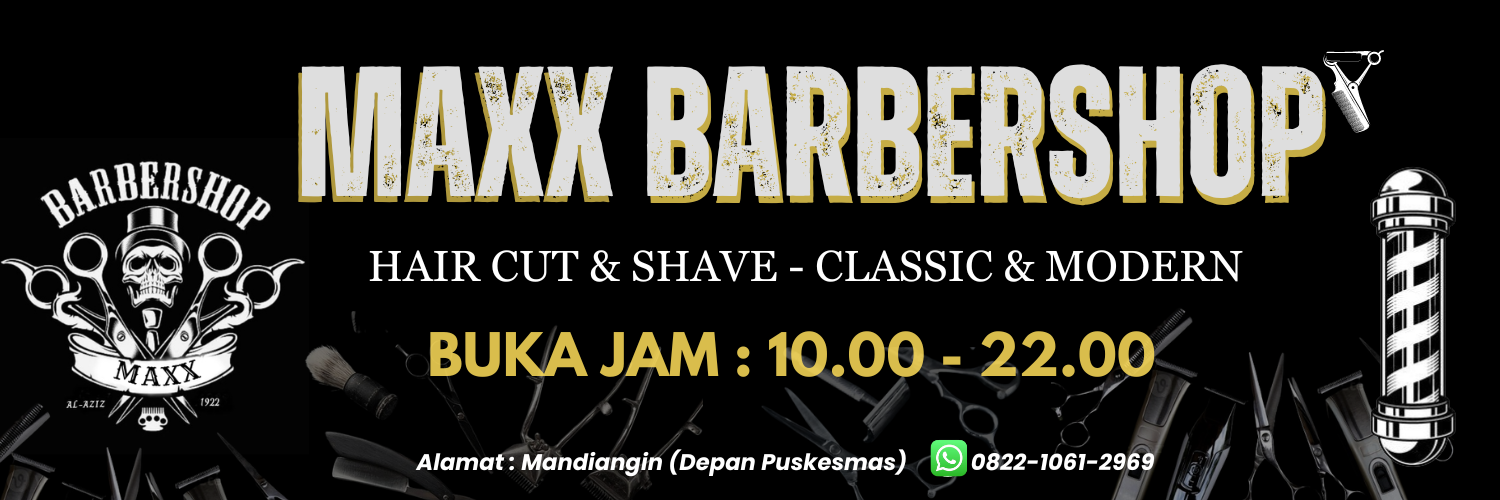 MAXX BARBERSHOP
BARBERSHOP
MAXX
AL-AZIZ 1922
HAIR CUT & SHAVE - CLASSIC & MODERN
BUKA JAM : 10.00 - 22.00
Alamat : Mandiangin (Depan Puskesmas) 0822-1061-2969